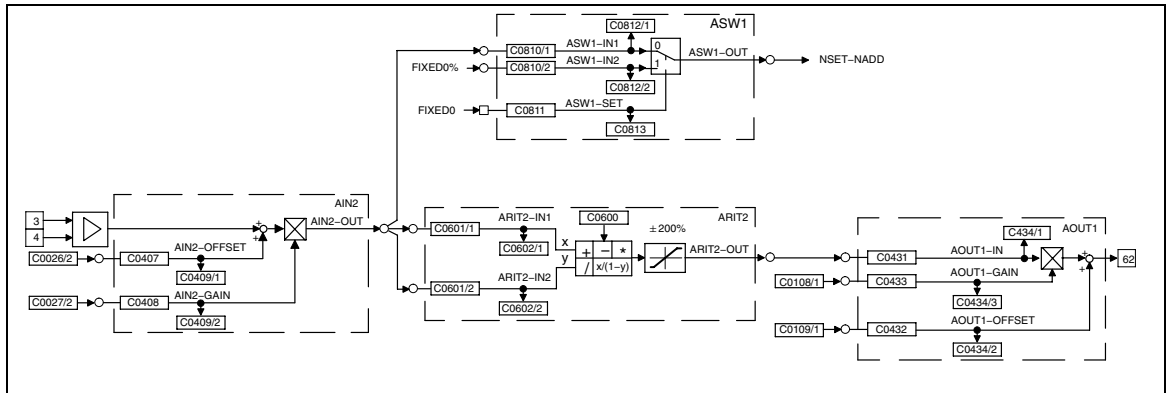 C0812/1
ASW1
C0810/1
ASW1-IN1
0
ASW1-OUT
NSET-NADD
FIXED0%
C0810/2
ASW1-IN2
1
C0812/2
FIXED0
C0811
ASW1-SET
C0813
AIN2
3
4
+
+
AIN2-OUT
C0026/2
C0407
AIN2-OFFSET
C0409/1
C0027/2
C0408
AIN2-GAIN
C0409/2
ARIT2
C0601/1
ARIT2-IN1
C0602/1
C0600
x
y
+ − *
/ x/(1-y)
±200%
ARIT2-OUT
C0601/2
ARIT2-IN2
C0602/2
AOUT1
C434/1
C0431
AOUT1-IN
+
+
62
C0108/1
C0433
AOUT1-GAIN
C0434/3
C0109/1
C0432
AOUT1-OFFSET
C0434/2